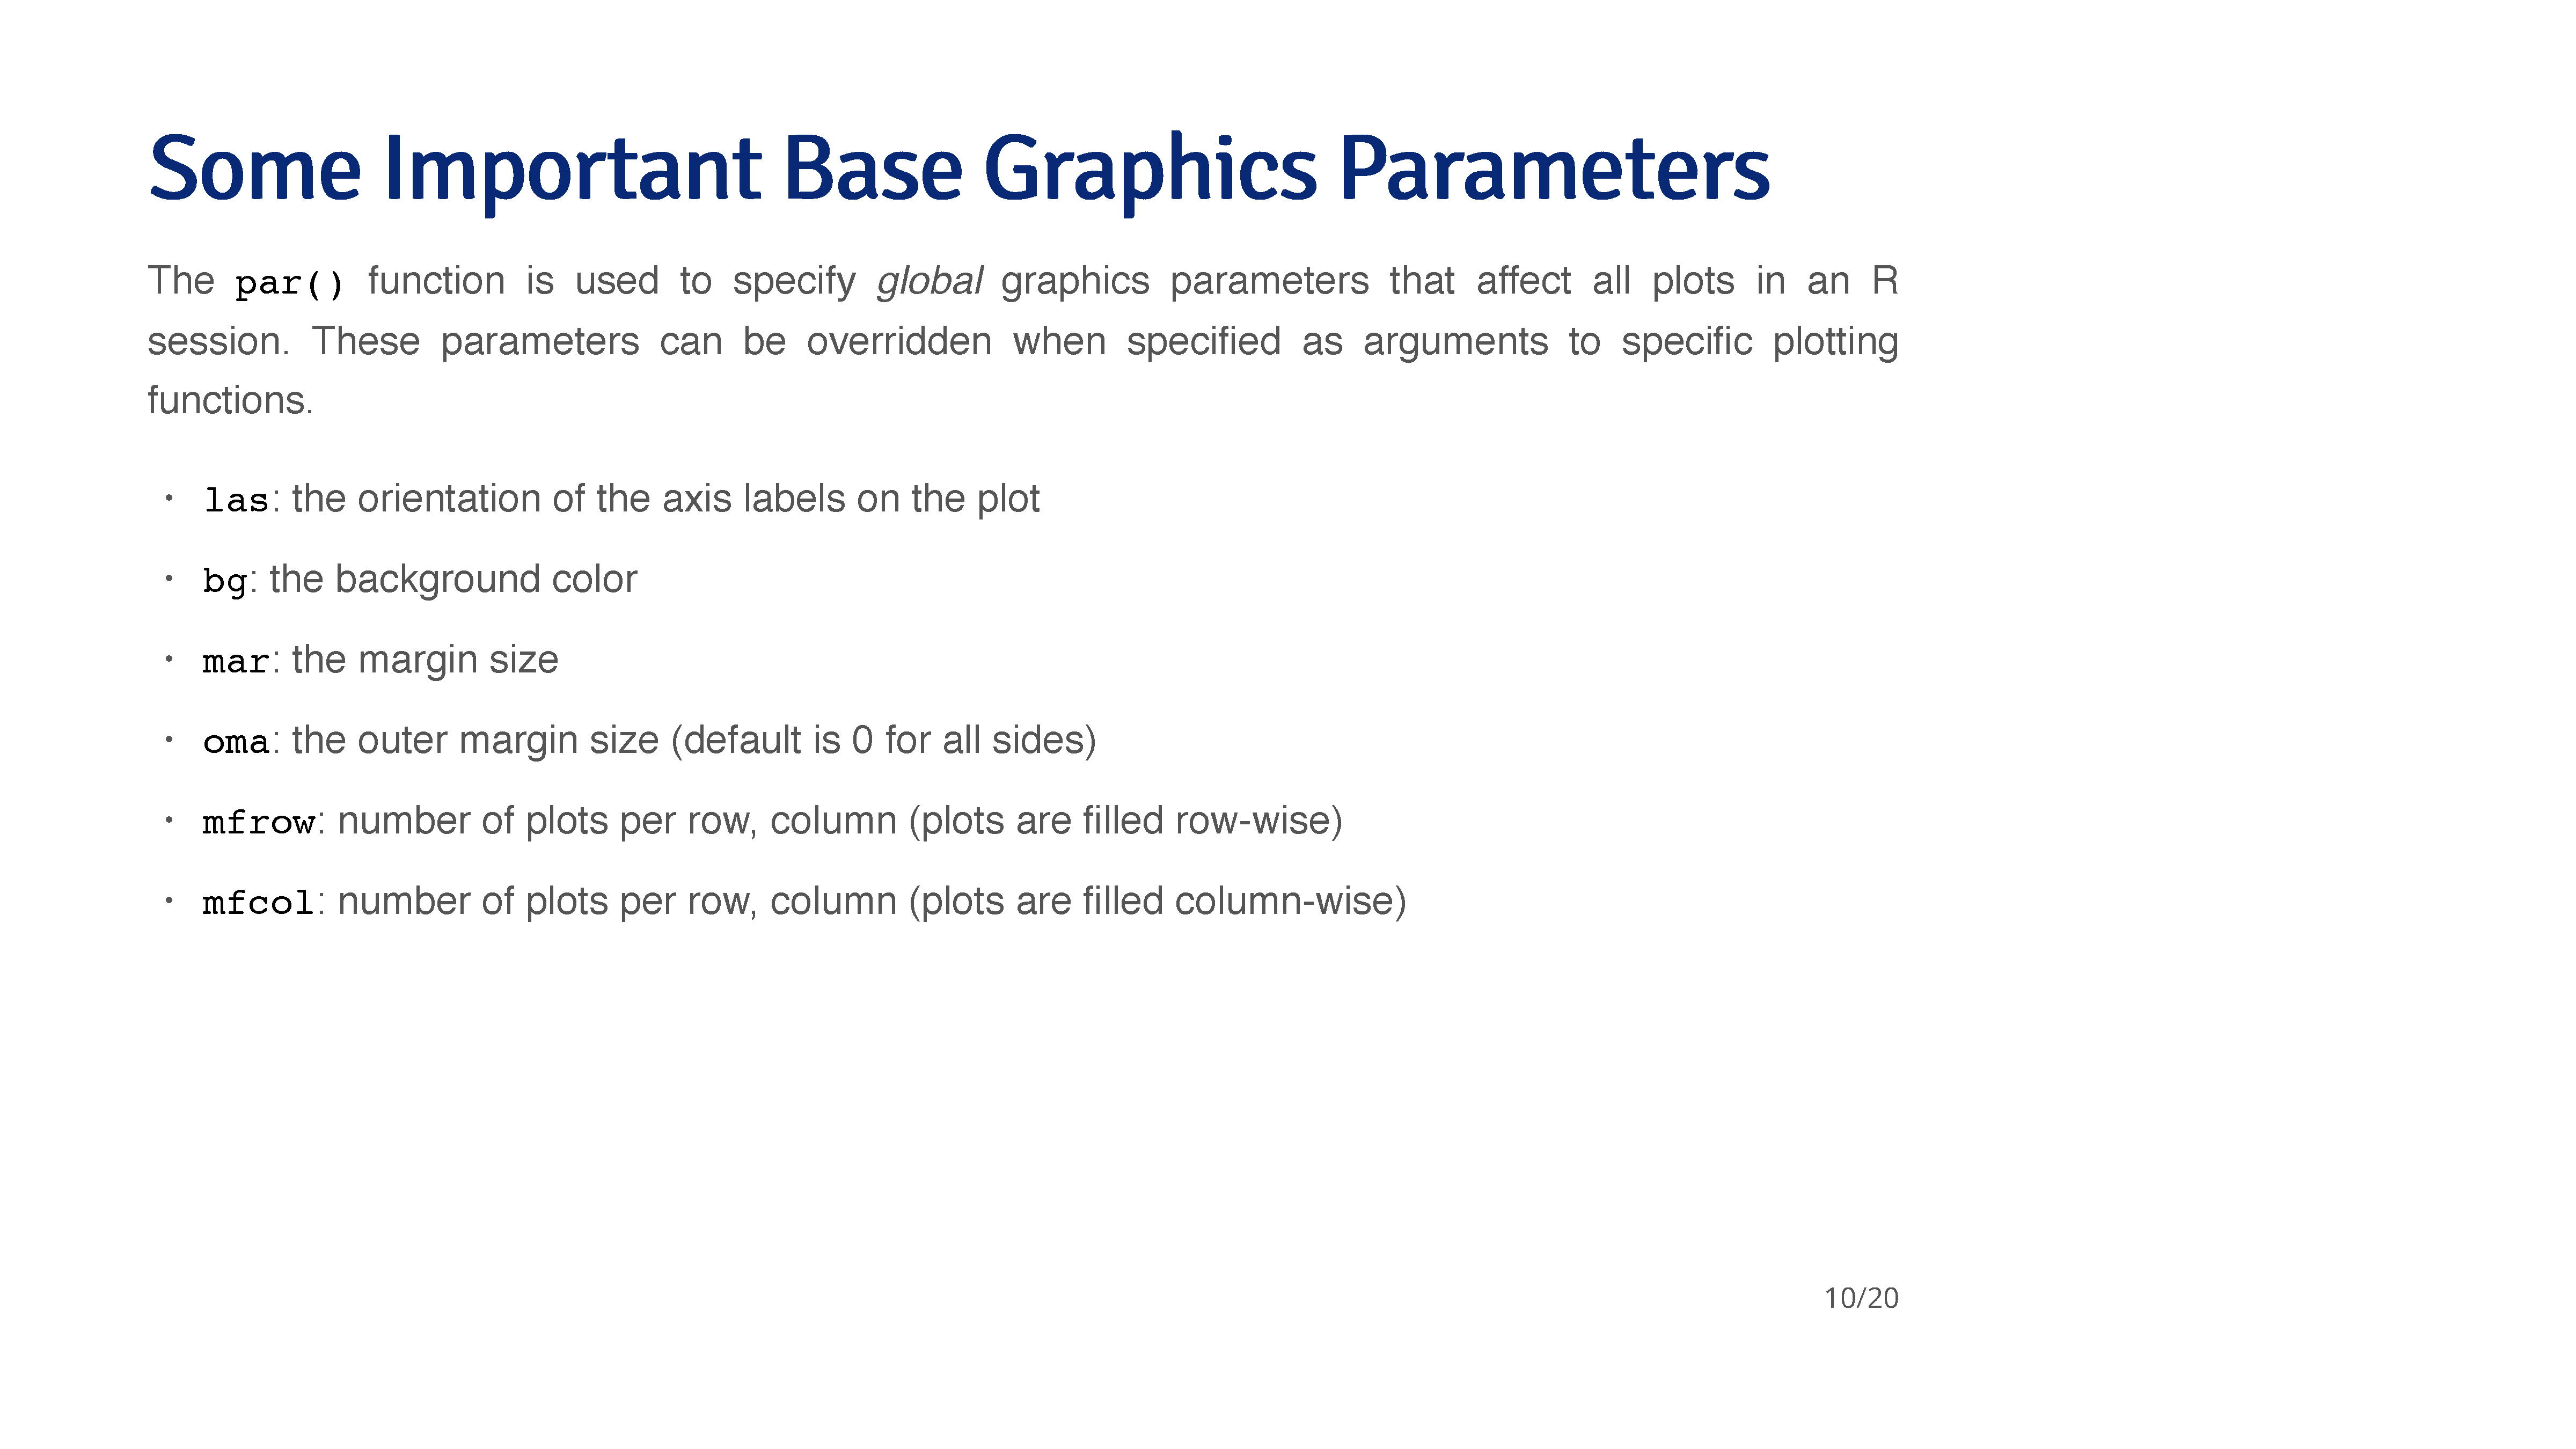 Some Important Base Graphics Parameters
The par() function is used to specify global graphics parameters that affect all plots in an R
session. These parameters can be overridden when specified as arguments to specific plotting
functions.
· las: the orientation of the axis labels on the plot
· bg: the background color
· mar: the margin size
· oma: the outer margin size (default is 0 for all sides)
· mfrow: number of plots per row, column (plots are filled row-wise)
· mfcol: number of plots per row, column (plots are filled column-wise)
10/20